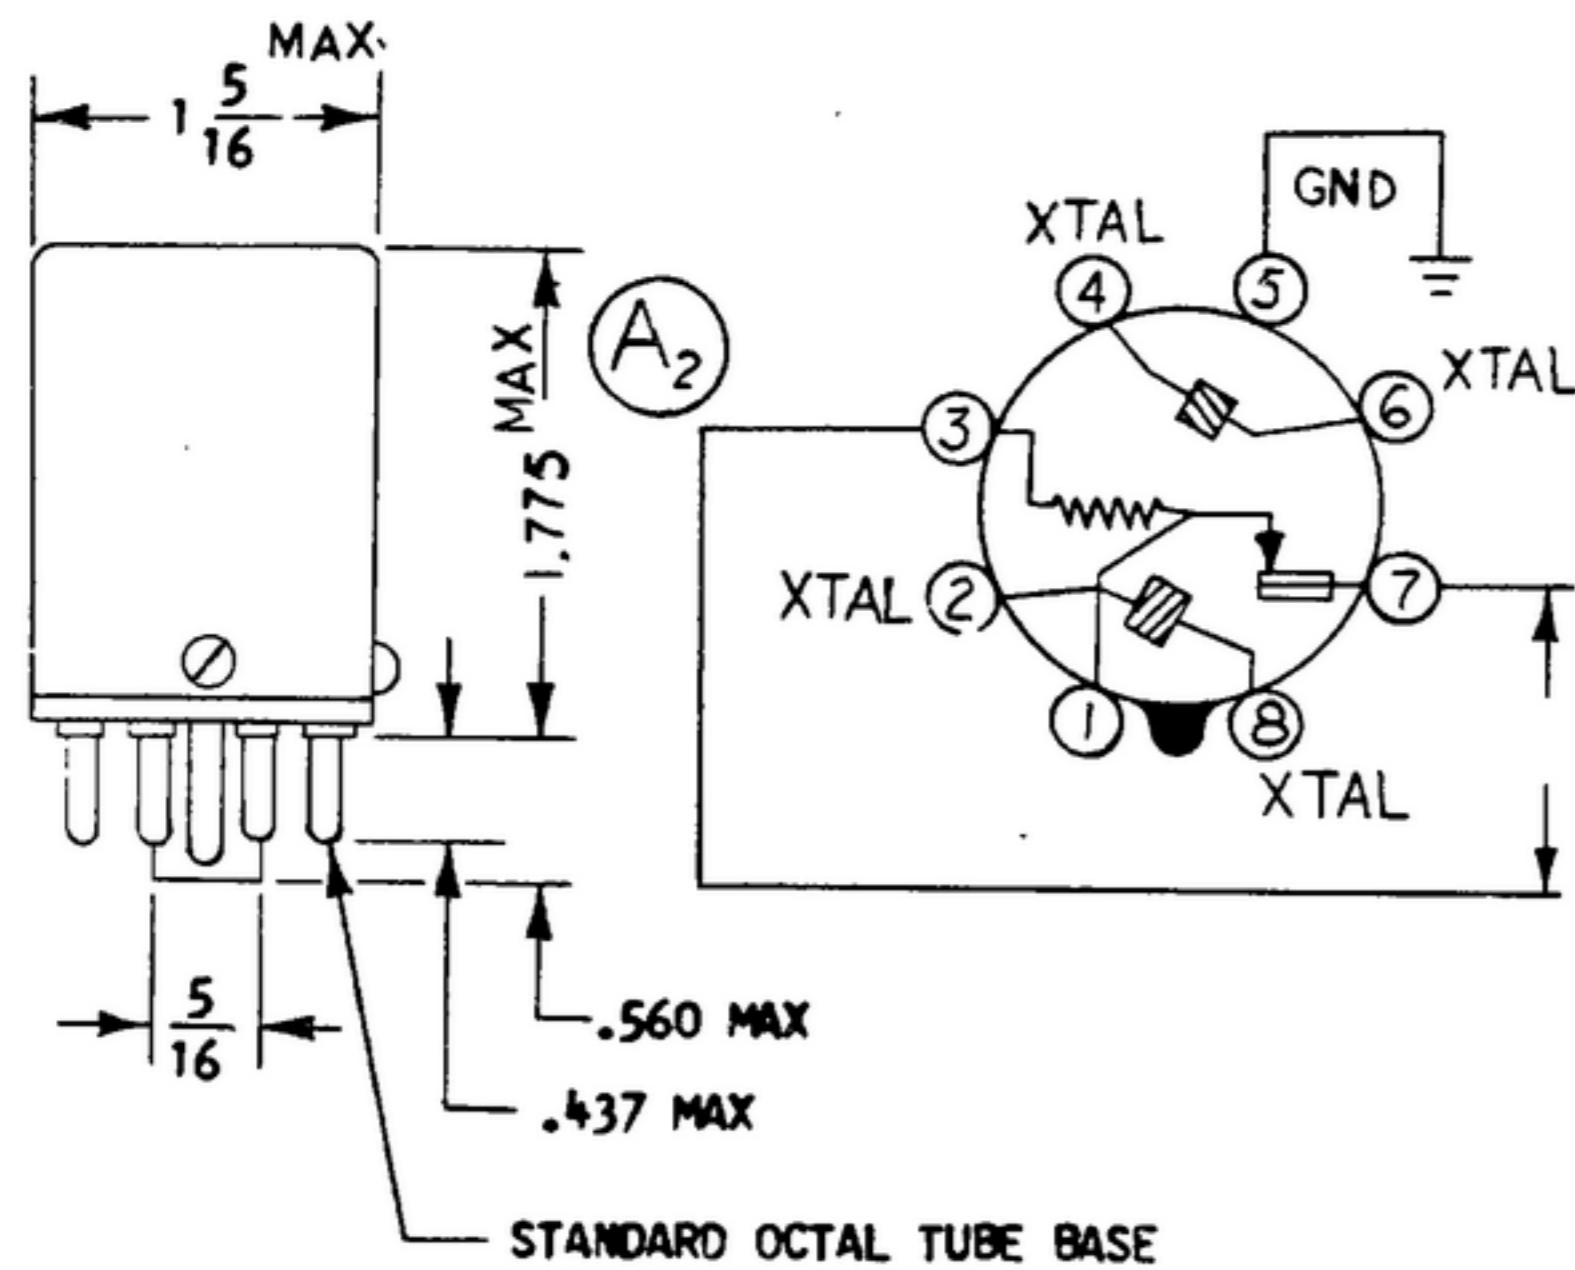 MAX.
1 5/16
A2
1.775 MAX
.560 MAX
.437 MAX
5/16
STANDARD OCTAL TUBE BASE
GND
XTAL
4
5
XTAL
6
3
XTAL 2
7
1
8
XTAL